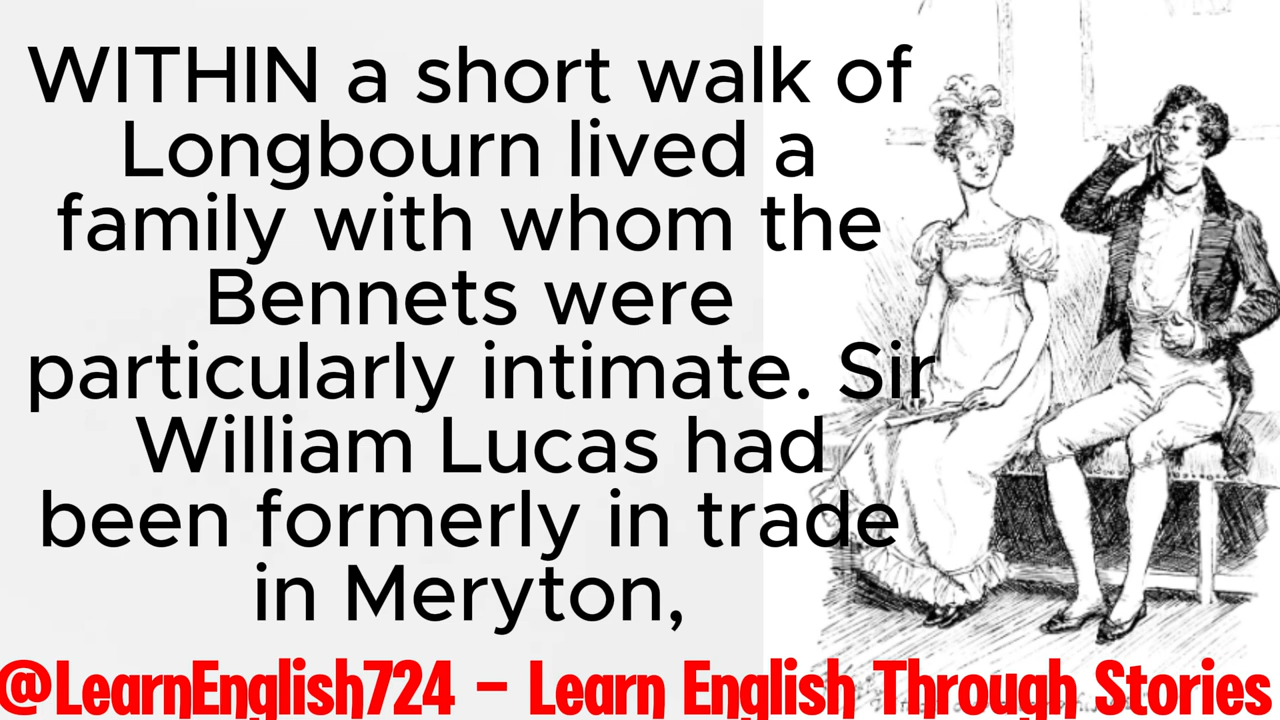 WITHIN a short walk of
Longbourn lived a
family with whom the
Bennets were
particularly intimate. Sir
William Lucas had
been formerly in trade
in Meryton,
@LearnEnglish724 – Learn English Through Stories